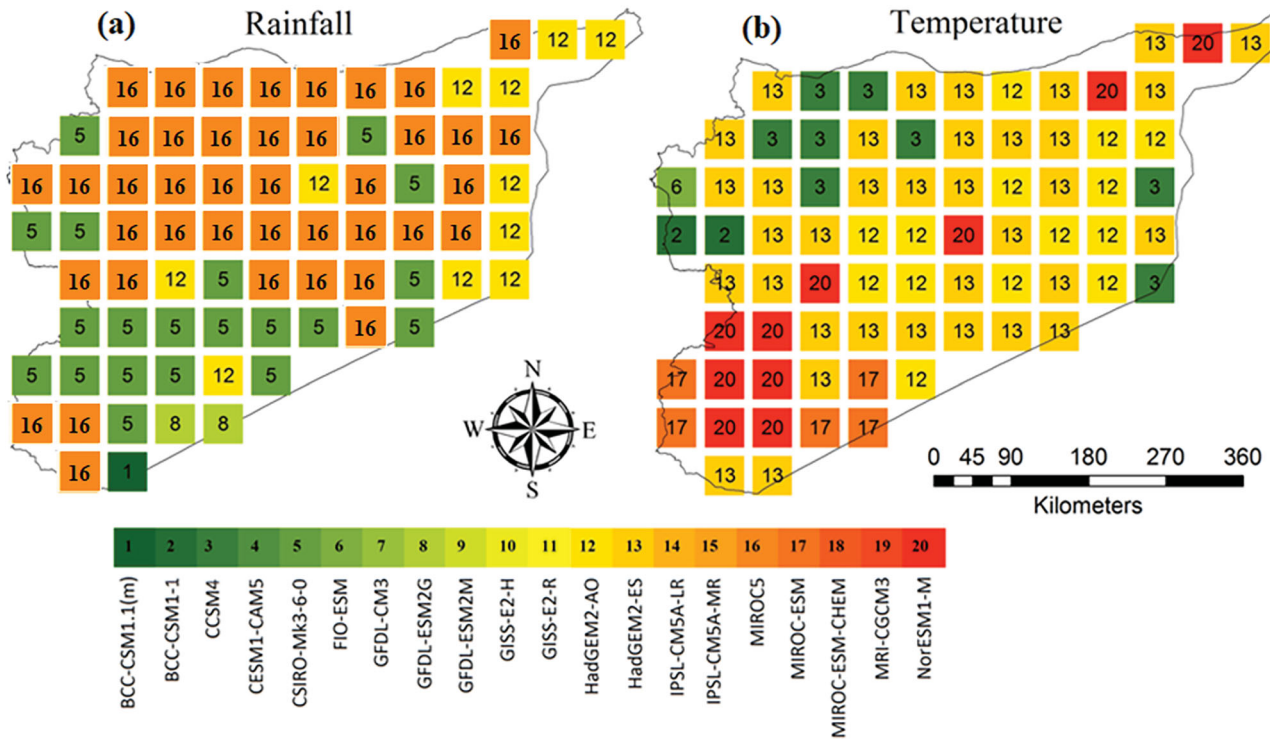 (a) Rainfall
16 12 12
16 16 16 16 16 16 16 12 12
5 16 16 16 16 16 5 16 16 16
16 16 16 16 16 16 12 16 5 16 12
5 5 16 16 16 16 16 16 16 16 12
16 16 12 5 16 16 16 5 12 12
5 5 5 5 5 5 16 5
5 5 5 5 12 5
16 16 5 8 8
16 1
(b) Temperature
13 20 13
13 3 3 13 13 12 13 20 13
13 3 3 13 3 13 13 13 12 12
6 13 13 3 13 13 13 12 13 12 3
2 2 13 13 12 12 20 13 12 12 13
13 13 20 12 12 12 13 12 12 3
20 20 13 13 13 13 13 13
17 20 20 13 17 12
17 20 20 17 17
13 13
N
W E
S
0 45 90 180 270 360
Kilometers
1 2 3 4 5 6 7 8 9 10 11 12 13 14 15 16 17 18 19 20
BCC-CSM1.1(m)
BCC-CSM1-1
CCSM4
CESM1-CAM5
CSIRO-Mk3-6-0
FIO-ESM
GFDL-CM3
GFDL-ESM2G
GFDL-ESM2M
GISS-E2-H
GISS-E2-R
HadGEM2-AO
HadGEM2-ES
IPSL-CM5A-LR
IPSL-CM5A-MR
MIROC5
MIROC-ESM
MIROC-ESM-CHEM
MRI-CGCM3
NorESM1-M